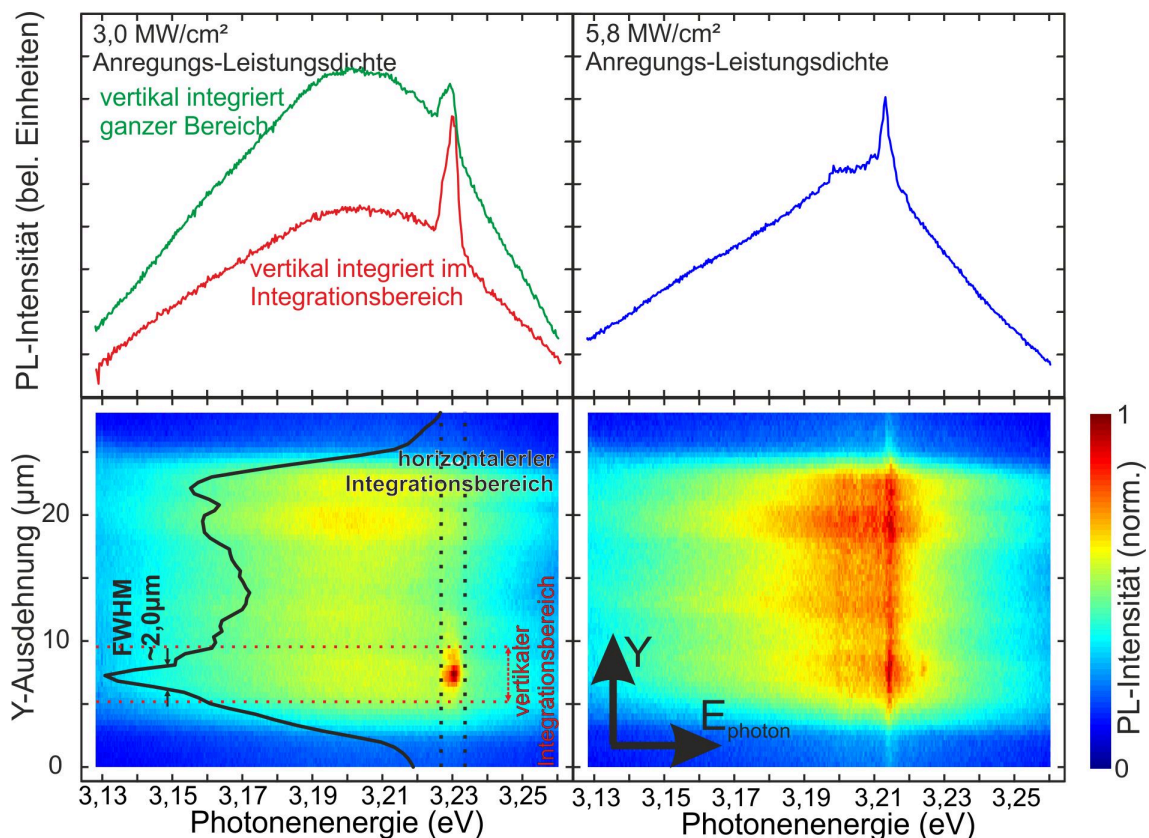 3,0 MW/cm²
Anregungs-Leistungsdichte
vertikal integriert
ganzer Bereich
vertikal integriert im
Integrationsbereich
5,8 MW/cm²
Anregungs-Leistungsdichte
PL-Intensität (bel. Einheiten)
horizontalerler
Integrationsbereich
FWHM
~2,0µm
vertikaler
Integrationsbereich
Y-Ausdehnung (µm)
20
10
0
Y
E photon
1
0
PL-Intensität (norm.)
3,13 3,15 3,17 3,19 3,21 3,23 3,25
Photonenenergie (eV)
3,13 3,15 3,17 3,19 3,21 3,23 3,25
Photonenenergie (eV)